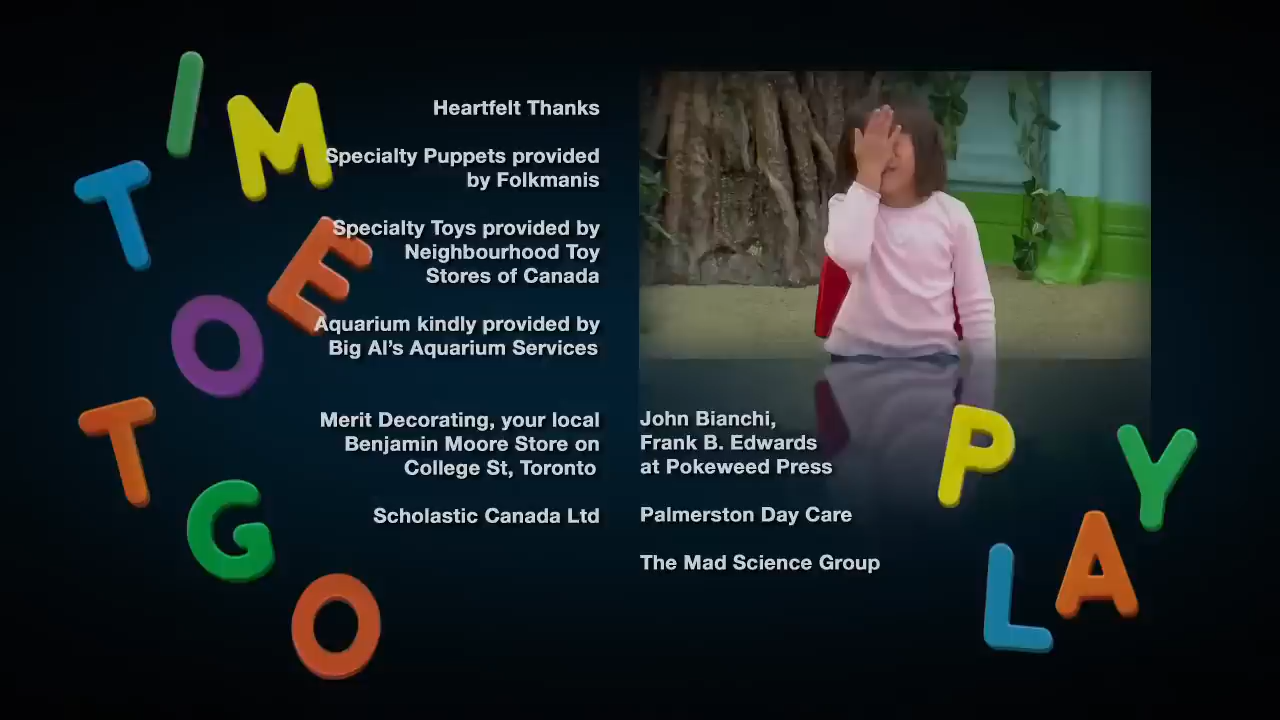 TIME
TO
GO
Heartfelt Thanks
Specialty Puppets provided
by Folkmanis
Specialty Toys provided by
Neighbourhood Toy
Stores of Canada
Aquarium kindly provided by
Big Al's Aquarium Services
Merit Decorating, your local
Benjamin Moore Store on
College St, Toronto
Scholastic Canada Ltd
John Bianchi,
Frank B. Edwards
at Pokeweed Press
Palmerston Day Care
The Mad Science Group
PLAY